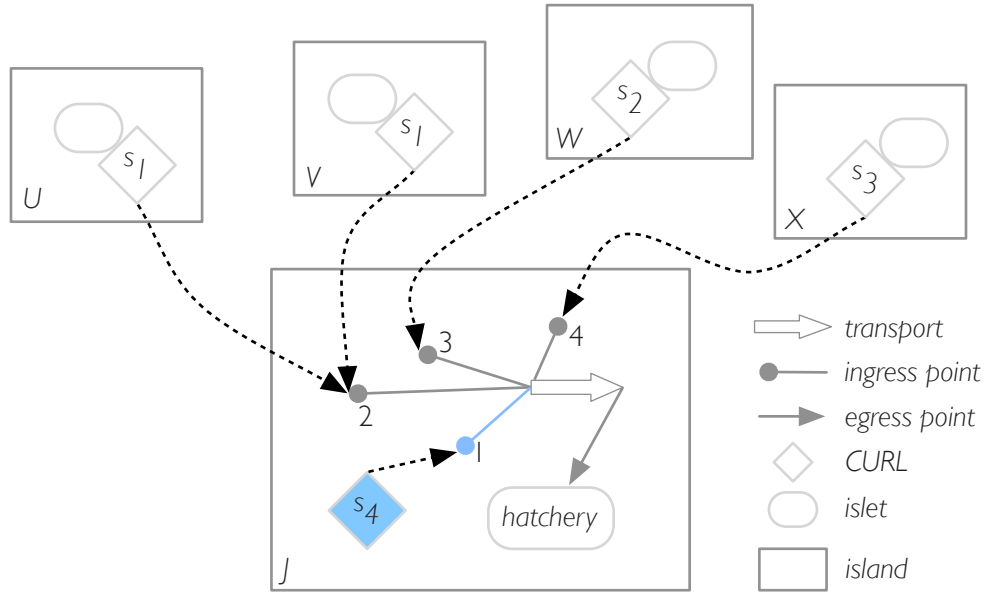 s1
U
s1
V
s2
W
s3
X
4
3
2
1
s4
hatchery
J
transport
ingress point
egress point
CURL
islet
island